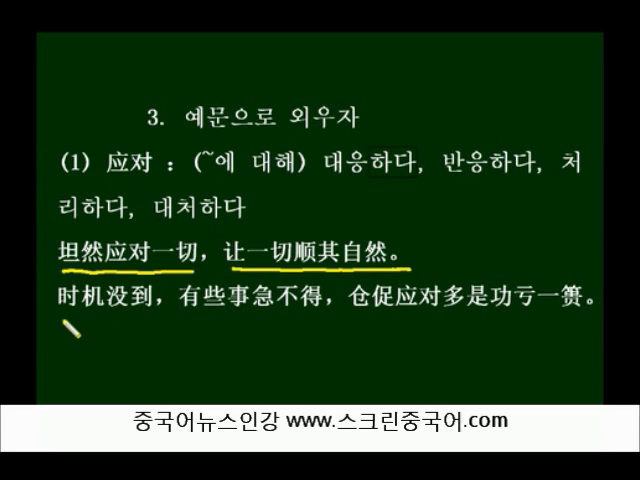 3. 예문으로 외우자
(1) 应对 : (~에 대해) 대응하다, 반응하다, 처
리하다, 대처하다
坦然应对一切，让一切顺其自然。
时机没到，有些事急不得，仓促应对多是功亏一篑。
중국어뉴스인강 www.스크린중국어.com